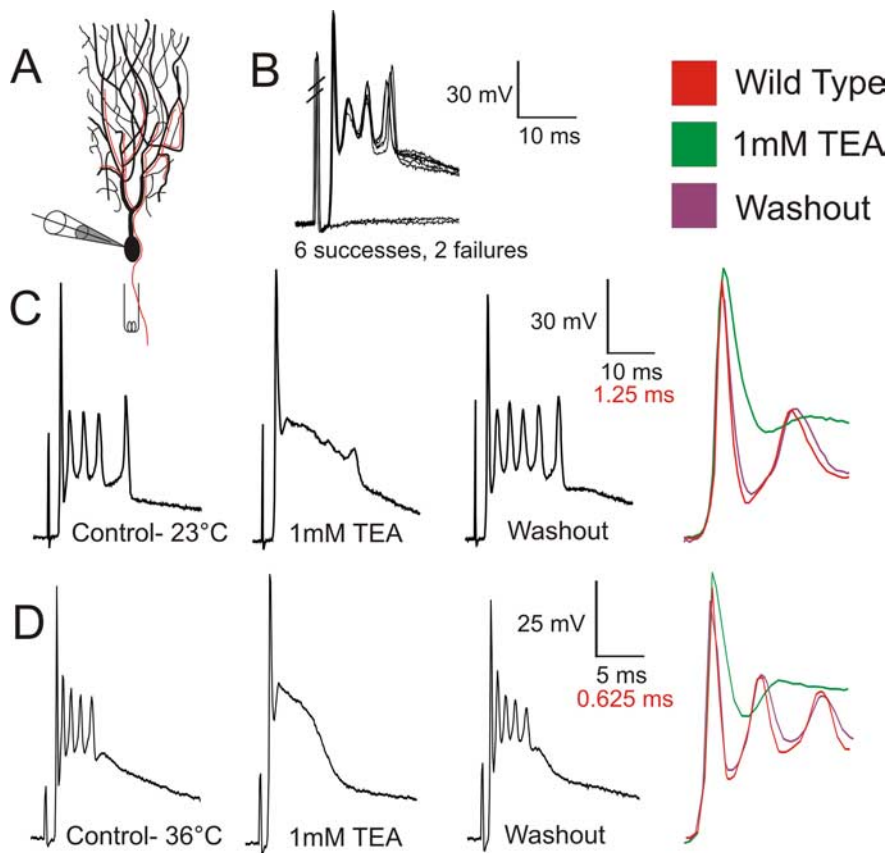 A
B
30 mV
10 ms
6 successes, 2 failures
Wild Type
1mM TEA
Washout
C
30 mV
10 ms
1.25 ms
Control- 23°C
1mM TEA
Washout
D
25 mV
5 ms
0.625 ms
Control- 36°C
1mM TEA
Washout